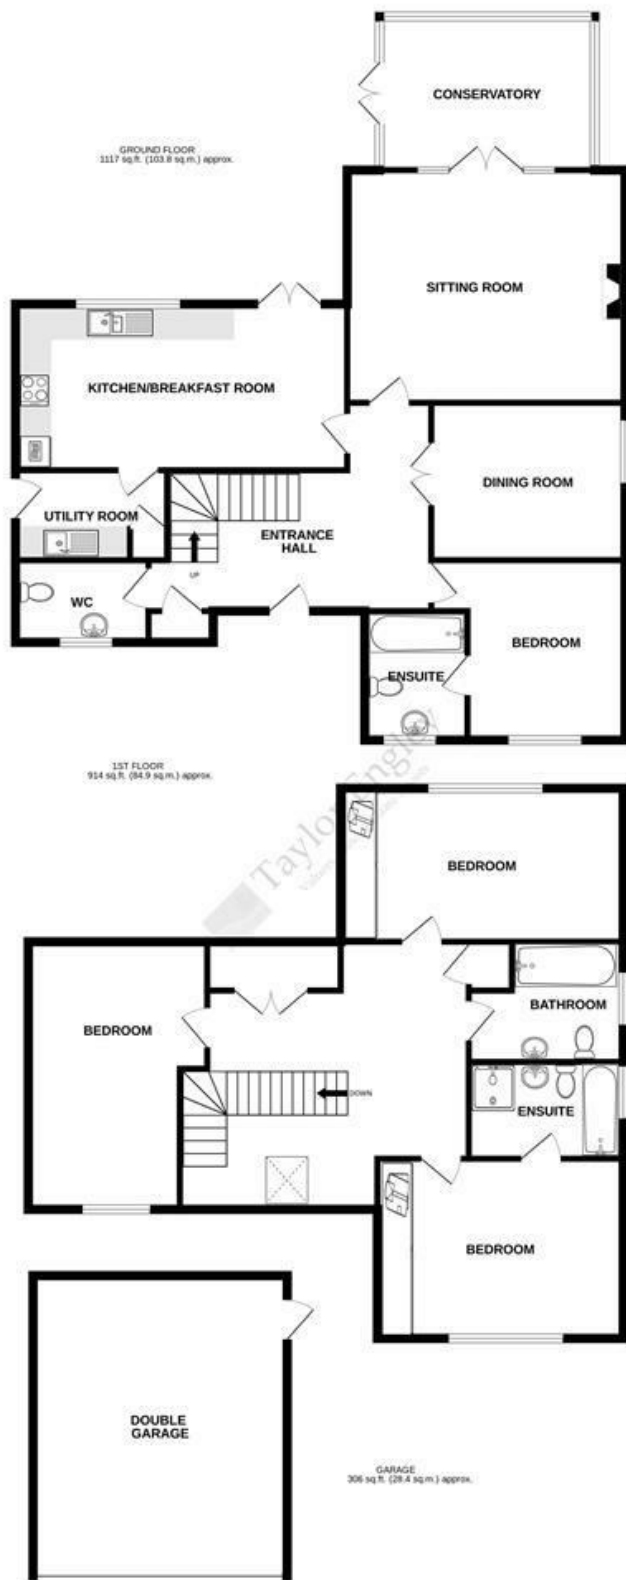 CONSERVATORY
GROUND FLOOR
1117 sq.ft. (103.8 sq.m.) approx.
SITTING ROOM
KITCHEN/BREAKFAST ROOM
DINING ROOM
UTILITY ROOM
ENTRANCE
HALL
UP
WC
BEDROOM
ENSUITE
Taylor Engley
1ST FLOOR
914 sq.ft. (84.9 sq.m.) approx.
BEDROOM
BEDROOM
BATHROOM
DOWN
ENSUITE
BEDROOM
DOUBLE
GARAGE
GARAGE
306 sq.ft. (28.4 sq.m.) approx.